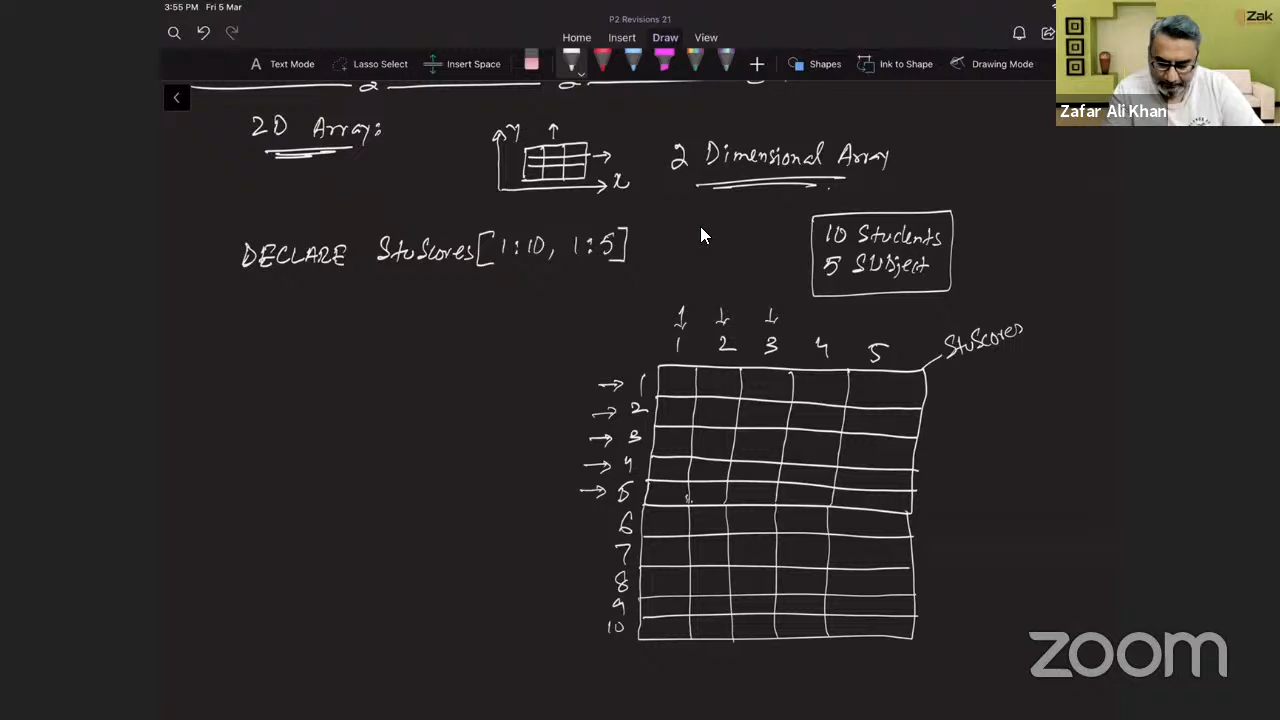 3:55 PM Fri 5 Mar
P2 Revisions 21
Home Insert Draw View
Text Mode Lasso Select Insert Space Shapes Ink to Shape Drawing Mode
Zak
Zafar Ali Khan
2D Array:
Y
X
2 Dimensional Array
DECLARE StuScores[1:10, 1:5]
10 Students
5 SUbject
1 2 3 4 5
StuScores
1
2
3
4
5
6
7
8
9
10
zoom